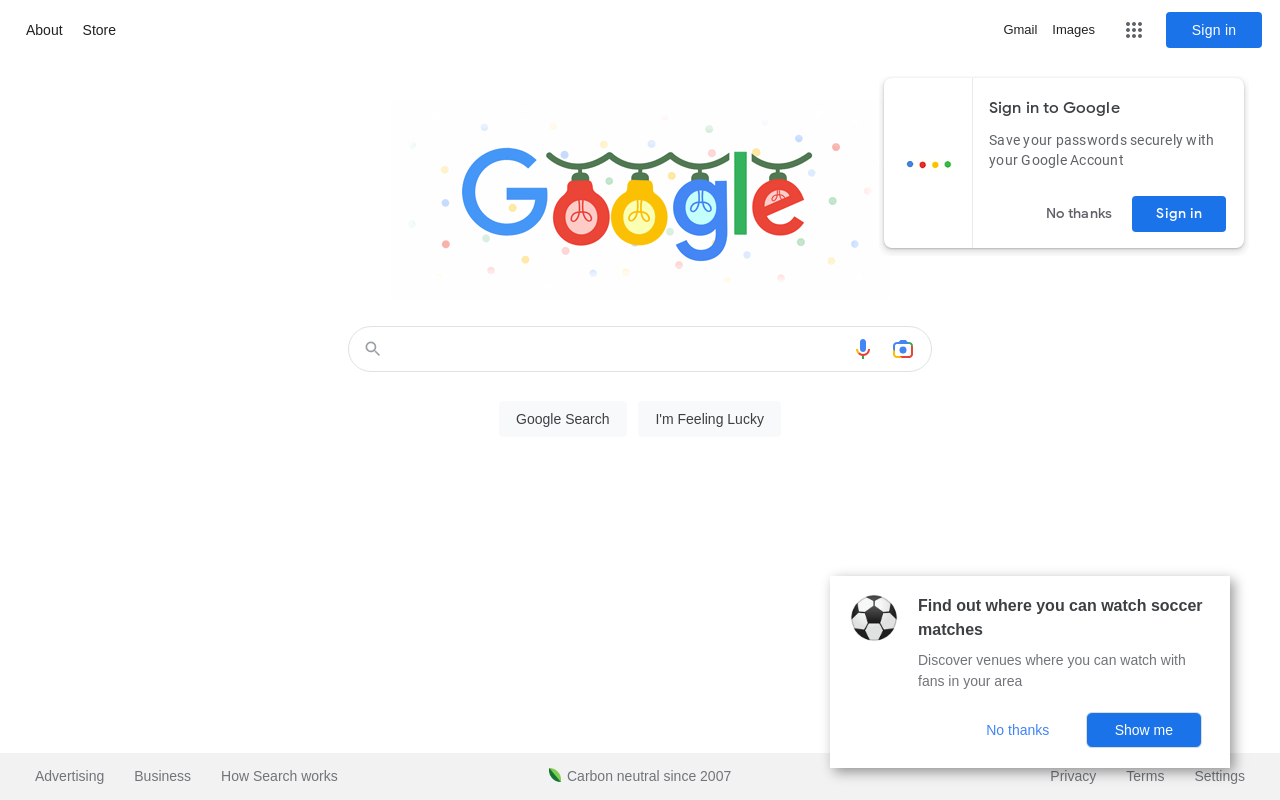 About Store
Gmail Images Sign in
Sign in to Google
Save your passwords securely with
your Google Account
No thanks Sign in
Google
Google Search I'm Feeling Lucky
Find out where you can watch soccer
matches
Discover venues where you can watch with
fans in your area
No thanks Show me
Advertising Business How Search works Carbon neutral since 2007 Privacy Terms Settings